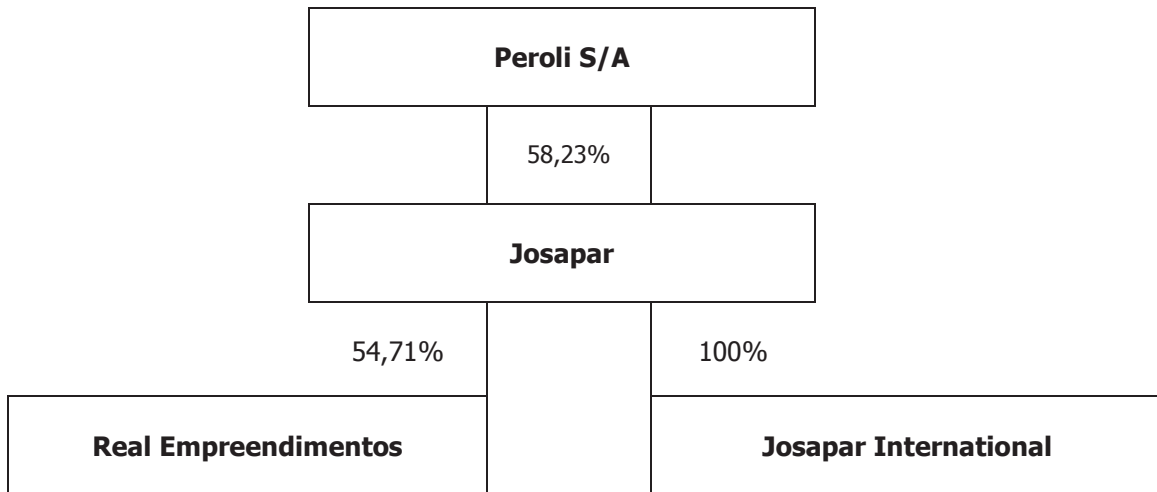 Peroli S/A
58,23%
Josapar
54,71%
100%
Real Empreendimentos
Josapar International